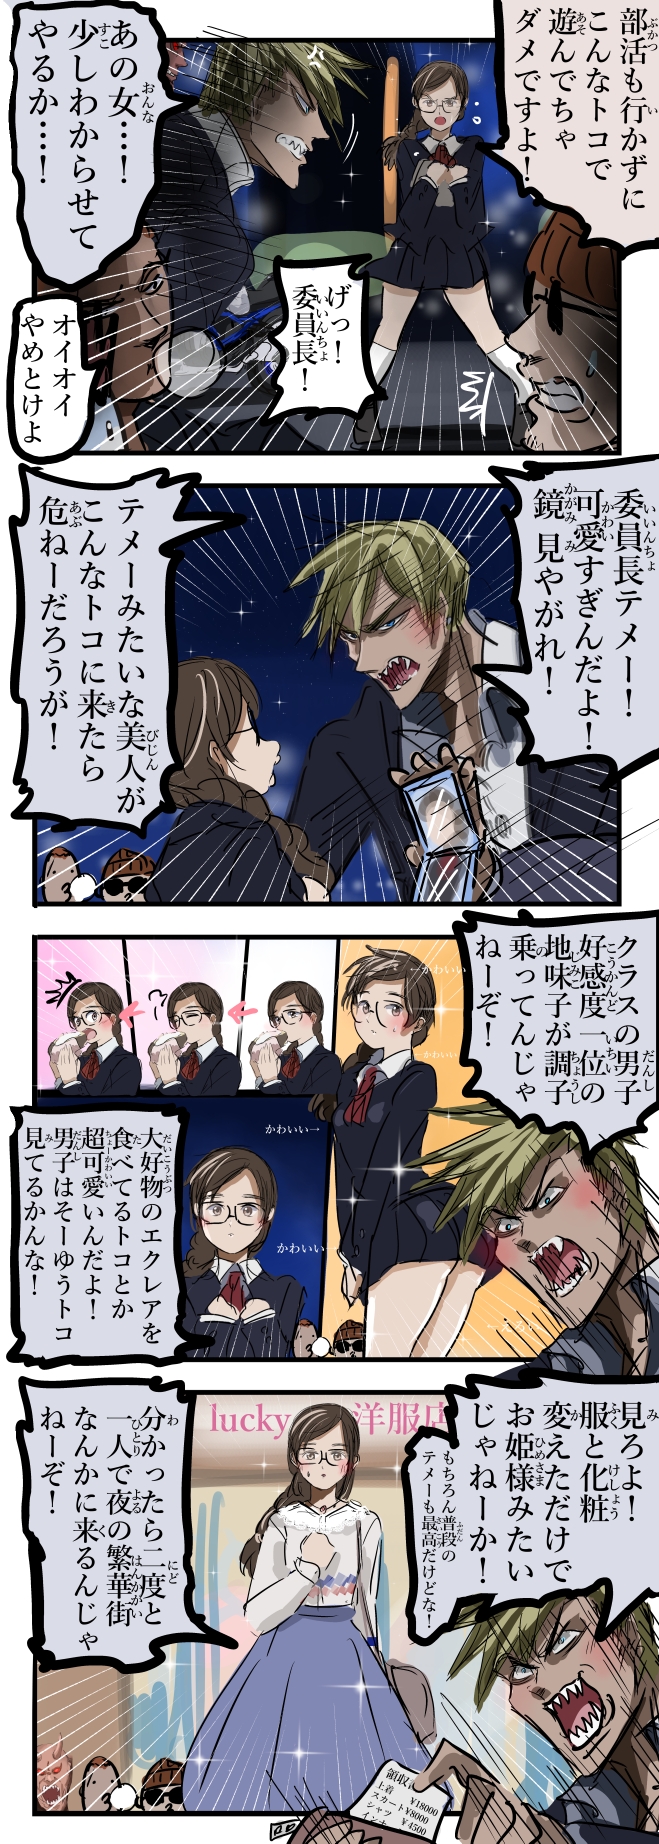 部活も行かずに
こんなトコで
遊んでちゃ
ダメですよ！
げっ！
委員長！
あの女…！
少しわからせて
やるか…！
オイオイ
やめとけよ
委員長テメー！
可愛すぎんだよ！
鏡見やがれ！
テメーみたいな美人が
こんなトコに来たら
危ねーだろうが！
クラスの男子
好感度一位の
地味子が調子
乗ってんじゃ
ねーぞ！
←かわいい
←かわいい
かわいい→
かわいい→
大好物のエクレアを
食べてるトコとか
超可愛いんだよ！
男子はそーゆうトコ
見てるかんな！
見ろよ！
服と化粧
変えただけで
お姫様みたい
じゃねーか！
もちろん普段の
テメーも最高だけどな！
lucky
洋服店
分かったら二度と
一人で夜の繁華街
なんかに来るんじゃ
ねーぞ！
領収
上着 ¥18000
スカート¥8000
シャツ ¥4500